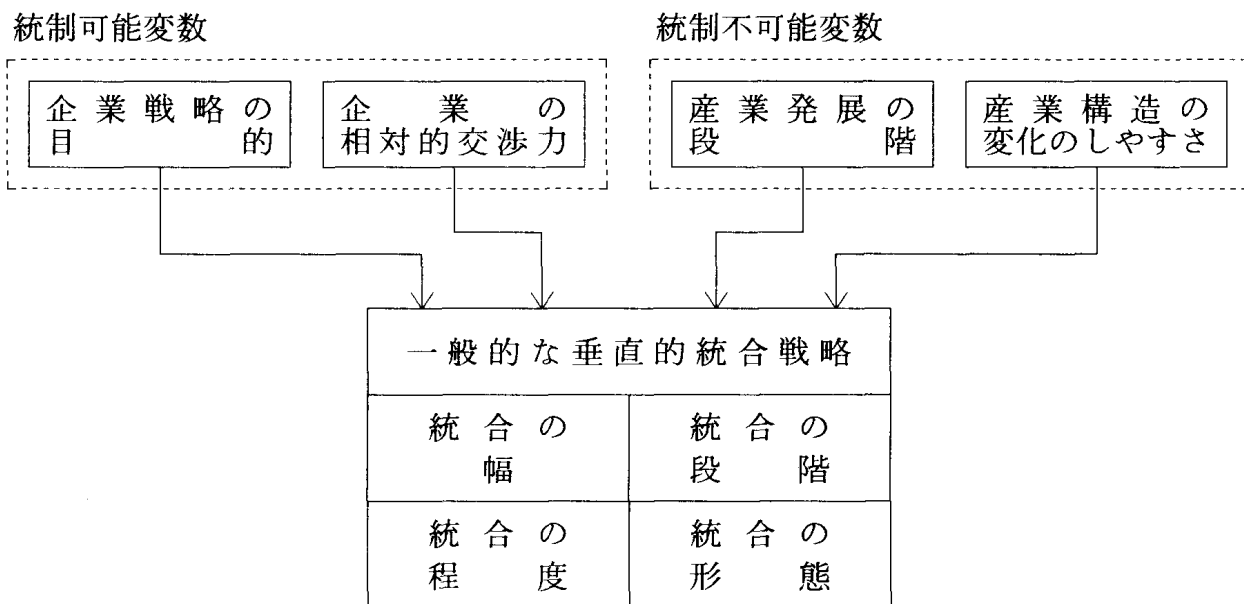 統制可能変数
統制不可能変数
企業戦略の
目的
企業の
相対的交渉力
産業発展の
段階
産業構造の
変化のしやすさ
一般的な垂直的統合戦略
統合の
幅
統合の
段階
統合の
程度
統合の
形態